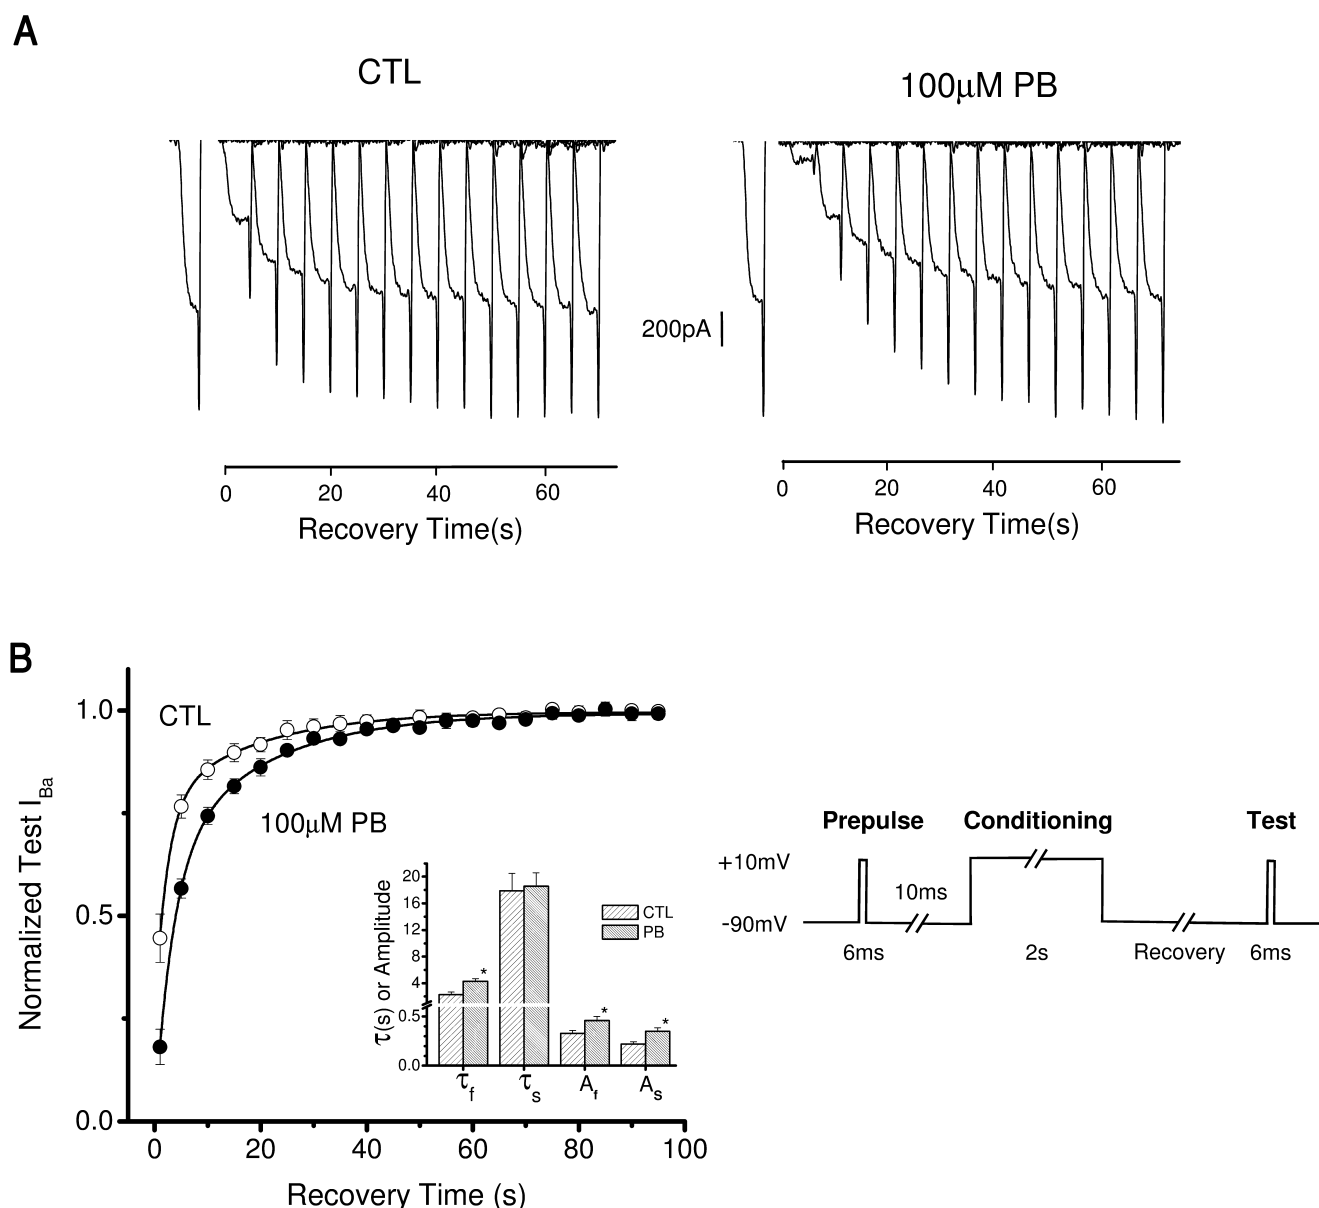 A
CTL
100μM PB
200pA
0 20 40 60
Recovery Time(s)
0 20 40 60
Recovery Time(s)
B
1.0
0.5
0.0
Normalized Test I_Ba
CTL
100μM PB
0 20 40 60 80 100
Recovery Time (s)
τ(s) or Amplitude
20
12
4
0.5
0.0
CTL
PB
*
*
*
τf τs Af As
Prepulse Conditioning Test
+10mV
10ms
-90mV
6ms 2s Recovery 6ms